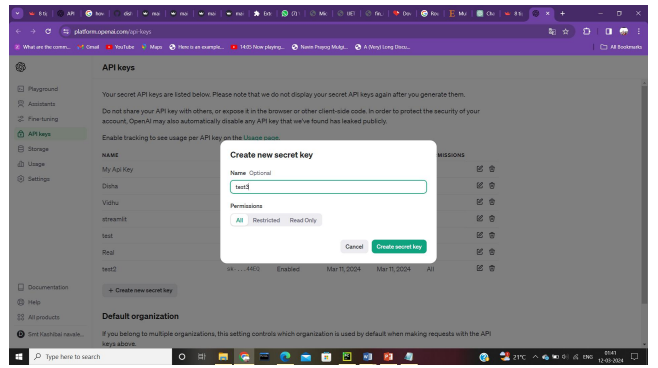 platform.openai.com/api-keys
Gmail
YouTube
Maps
Here is an example...
14:05 Now playing...
A (Very) Long Discu...
All Bookmarks
API keys
Playground
Assistants
Fine-tuning
API keys
Storage
Usage
Settings
Your secret API keys are listed below. Please note that we do not display your secret API keys again after you generate them.
Do not share your API key with others, or expose it in the browser or other client-side code. In order to protect the security of your
account, OpenAI may also automatically disable any API key that we've found has leaked publicly.
Enable tracking to see usage per API key on the Usage page.
NAME
MISSIONS
My Api Key
Disha
Vidhu
streamlit
test
Real
test2 Enabled Mar 11, 2024 Mar 11, 2024 All
Create new secret key
Name Optional
test3
Permissions
All Restricted Read Only
Cancel Create secret key
+ Create new secret key
Default organization
If you belong to multiple organizations, this setting controls which organization is used by default when making requests with the API
keys above.
Documentation
Help
All products
Smt Kashibai navale...
Type here to search
21°C
ENG
01:41
12-03-2024